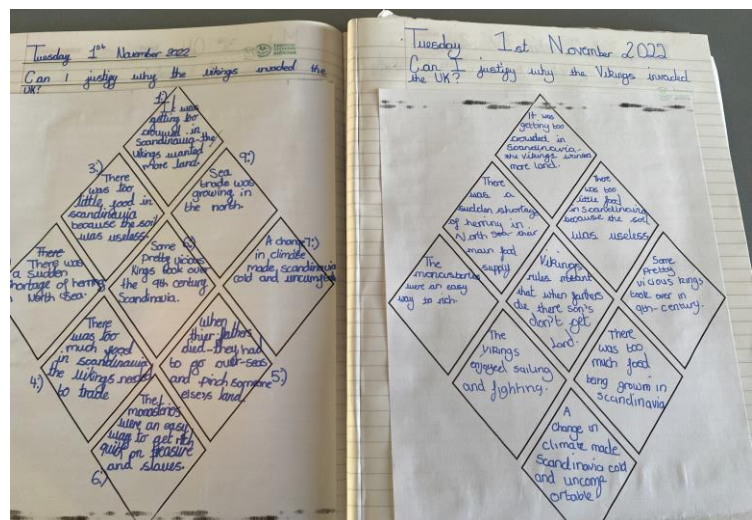 Tuesday 1st November 2022
Can I justify why the vikings invaded the
UK?
1.) It was
getting too
crowded in
Scandinavia-the
vikings wanted
more land.
3.)
There
was too
little food in
scandinavia
because the soil
was useless.
9.)
Sea
trade was
growing in
the north.
There
There was
a sudden
shortage of herring
North sea.
Some
pretty vicious
Kings took over
the 9th century
Scandinavia.
A change 7.)
in climate
made scandinavia
cold and
4.)
There
was too
much food
in scandinavia
the vikings needed
to trade
5.)
When
thier fathers
died-they had
to go over-seas
and pinch someone
elses's land.
6.)
The
were an easy
way to get rich
quick treasure
and slaves.
Tuesday 1st November 2022
Can I justify why the Vikings invaded
the UK?
It was
getting too
crowded in
Scandinavia
the vikings wanted
more land.
There
was a
sudden shortage
of herring in
North sea- their
main food
supply
There
was too
little food
in Scandinavia
because the soil
was useless
The
monastaries
were an easy
way to rich.
Vikings
rules meant
that when fathers
die there son's
don't get
land.
Some
pretty
vicious kings
took over in
9th-century.
The
vikings
enjoyed sailing
and fighting.
There
was too
much food
being grown in
scandinavia
A
change in
climate made
Scandinavia cold
and uncomf
ortable